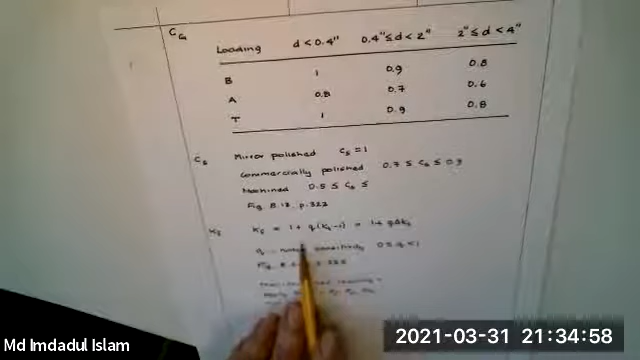 CG
Loading d < 0.4" 0.4" ≤ d < 2" 2" ≤ d < 4"
B 1 0.9 0.8
A 0.8 0.7 0.6
T 1 0.9 0.8
Cs Mirror polished Cs = 1
Commercially polished 0.7 ≤ Cs ≤ 0.9
Machined 0.5 ≤ Cs ≤
Fig 8.13, p.322
Kf Kf = 1 + q(Kt-1) = 1 + qΔKt
0 ≤ q < 1
Md Imdadul Islam
2021-03-31 21:34:58